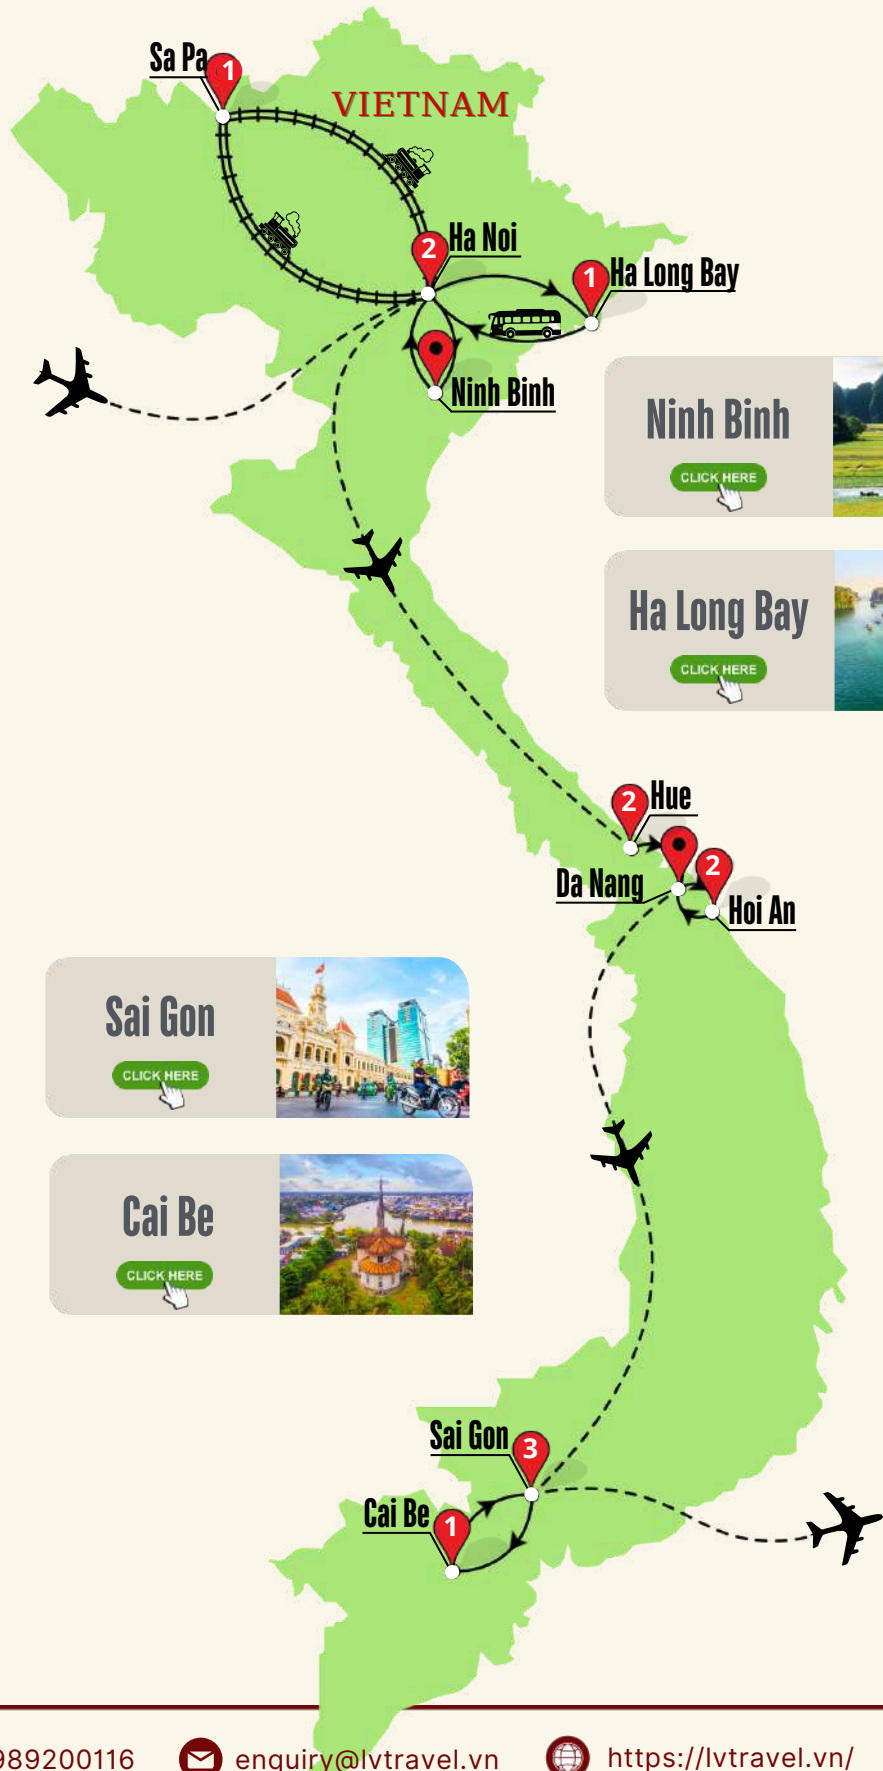 Sa Pa
1
VIETNAM
2
Ha Noi
1
Ha Long Bay
Ninh Binh
Ninh Binh
CLICK HERE
Ha Long Bay
CLICK HERE
2
Hue
Da Nang
2
Hoi An
Sai Gon
CLICK HERE
Cai Be
CLICK HERE
Sai Gon
3
Cai Be
1
989200116
enquiry@lvtravel.vn
https://lvtravel.vn/